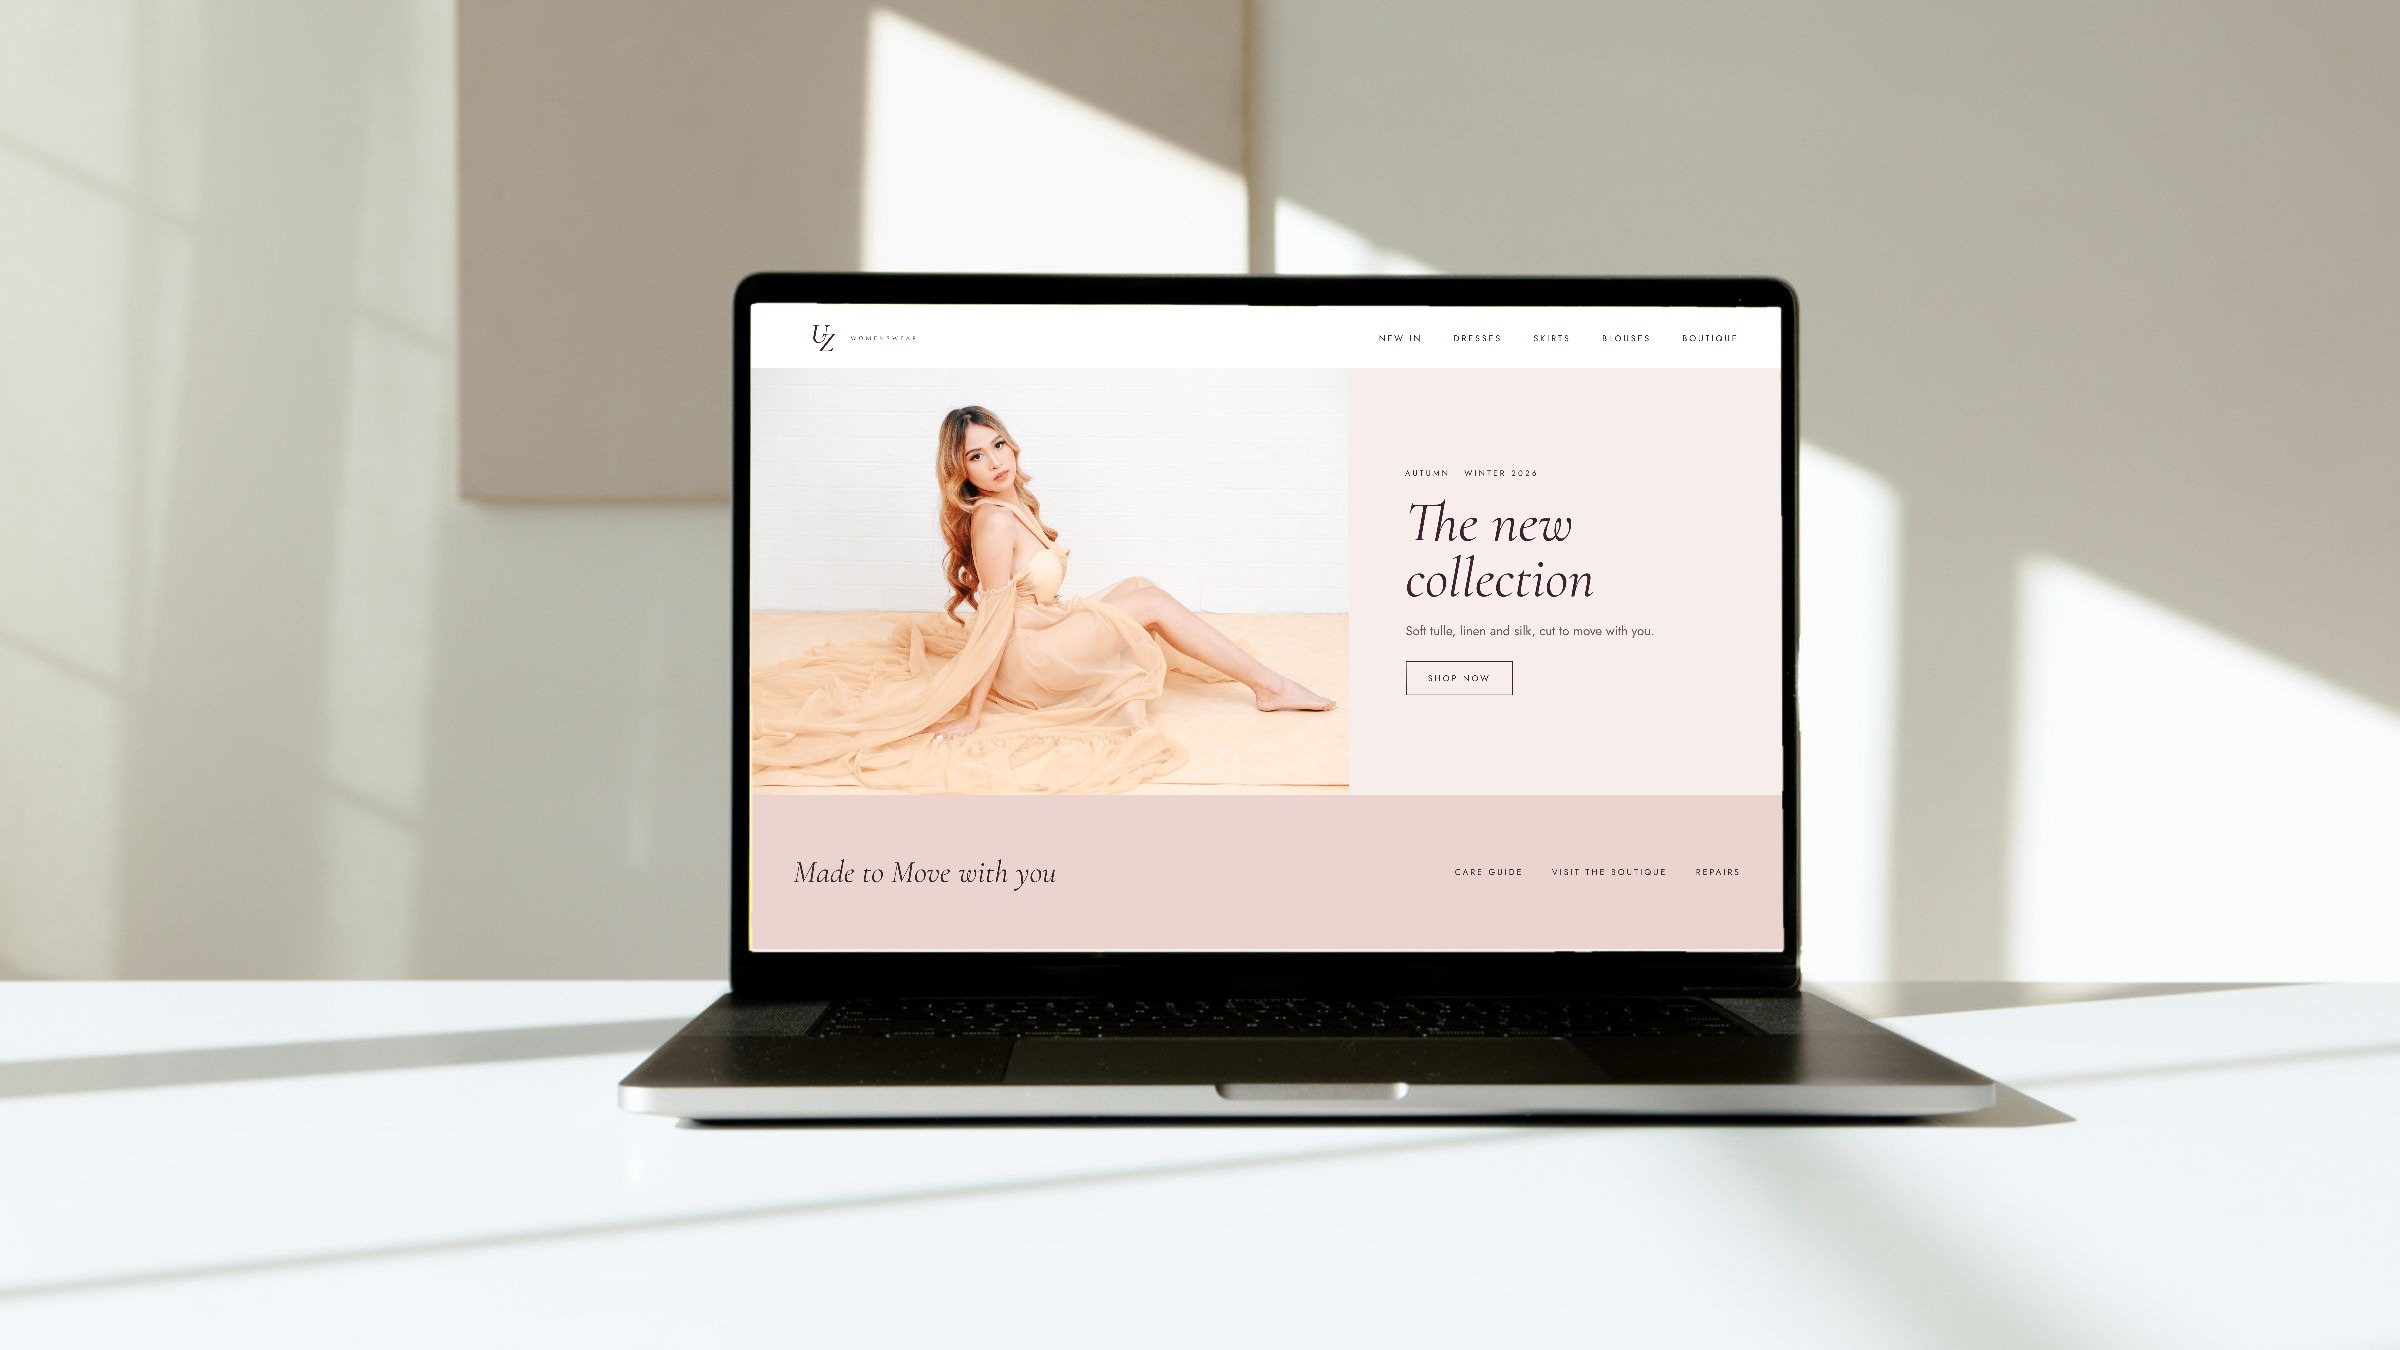 UZ WOMENSWEAR
NEW IN DRESSES SKIRTS BLOUSES BOUTIQUE
AUTUMN · WINTER 2026
The new
collection
Soft tulle, linen and silk, cut to move with you.
SHOP NOW
Made to Move with you
CARE GUIDE VISIT THE BOUTIQUE REPAIRS